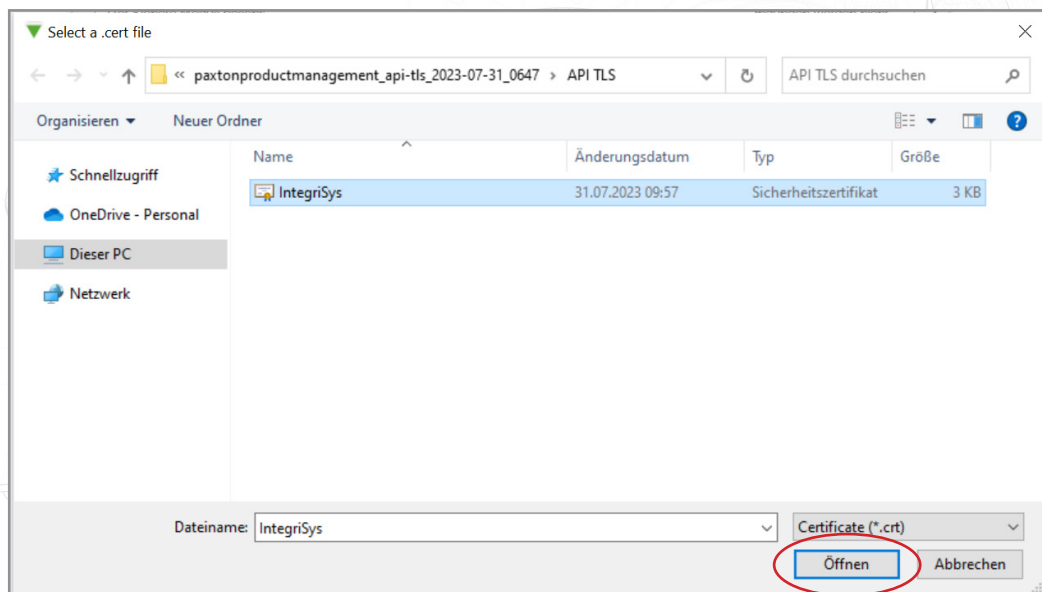 Select a .cert file
« paxtonproductmanagement_api-tls_2023-07-31_0647 › API TLS
API TLS durchsuchen
Organisieren
Neuer Ordner
?
Name
Änderungsdatum
Typ
Größe
Schnellzugriff
OneDrive - Personal
Dieser PC
Netzwerk
IntegriSys
31.07.2023 09:57
Sicherheitszertifikat
3 KB
Dateiname:
IntegriSys
Certificate (*.crt)
Öffnen
Abbrechen